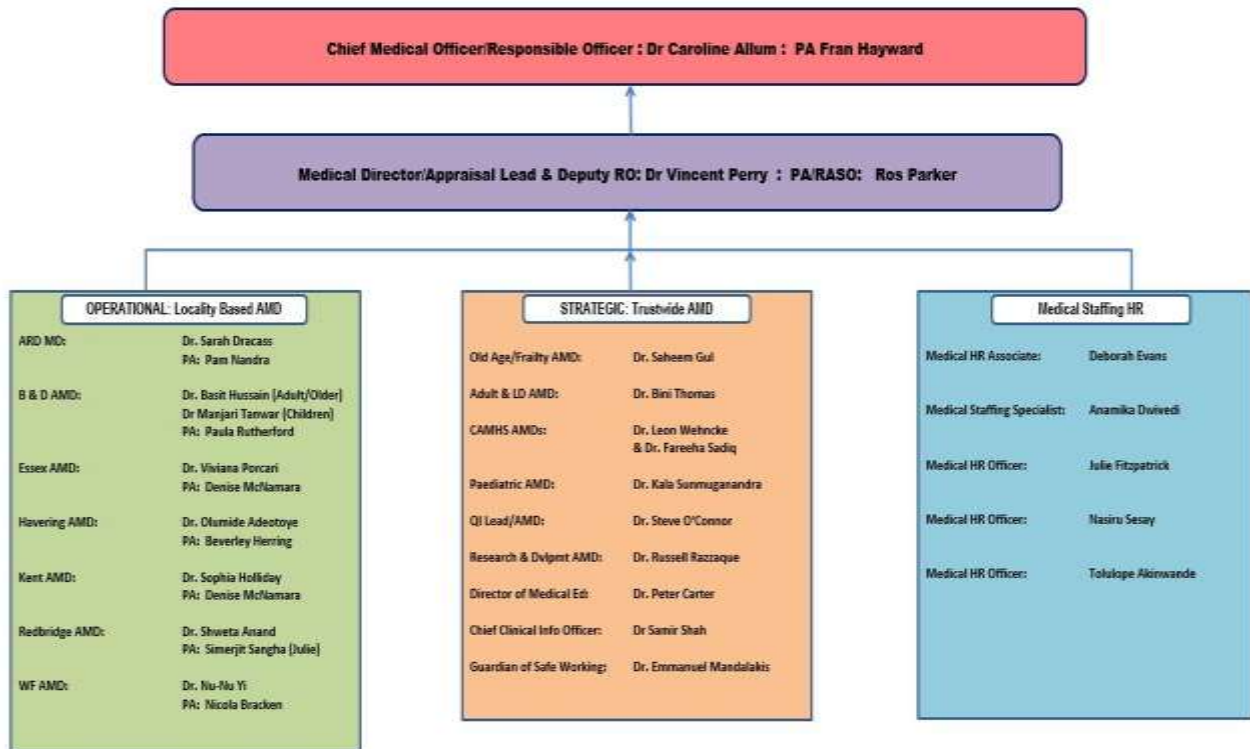 Chief Medical Officer/Responsible Officer : Dr Caroline Allum : PA Fran Hayward
Medical Director/Appraisal Lead & Deputy RO: Dr Vincent Perry : PA/RASO: Ros Parker
OPERATIONAL: Locality Based AMD
ARD MD: Dr. Sarah Dracass
PA: Pam Nandra
B & D AMD: Dr. Basit Hussain (Adult/Older)
Dr Manjari Tanwar (Children)
PA: Paula Rutherford
Essex AMD: Dr. Viviana Porcari
PA: Denise McNamara
Havering AMD: Dr. Olumide Adeotoye
PA: Beverley Herring
Kent AMD: Dr. Sophia Holliday
PA: Denise McNamara
Redbridge AMD: Dr. Shweta Anand
PA: Simerjit Sangha (Julie)
WF AMD: Dr. Nu-Nu Yi
PA: Nicola Bracken
STRATEGIC: Trustwide AMD
Old Age/Frailty AMD: Dr. Saheem Gul
Adult & LD AMD: Dr. Bini Thomas
CAMHS AMDs: Dr. Leon Wehncke
& Dr. Fareeha Sadiq
Paediatric AMD: Dr. Kala Sunmuganandra
QI Lead/AMD: Dr. Steve O'Connor
Research & Dvlpmt AMD: Dr. Russell Razzaque
Director of Medical Ed: Dr. Peter Carter
Chief Clinical Info Officer: Dr Samir Shah
Guardian of Safe Working: Dr. Emmanuel Mandalakis
Medical Staffing HR
Medical HR Associate: Deborah Evans
Medical Staffing Specialist: Anamika Dwivedi
Medical HR Officer: Julie Fitzpatrick
Medical HR Officer: Nasiru Sesay
Medical HR Officer: Tolulope Akinwande